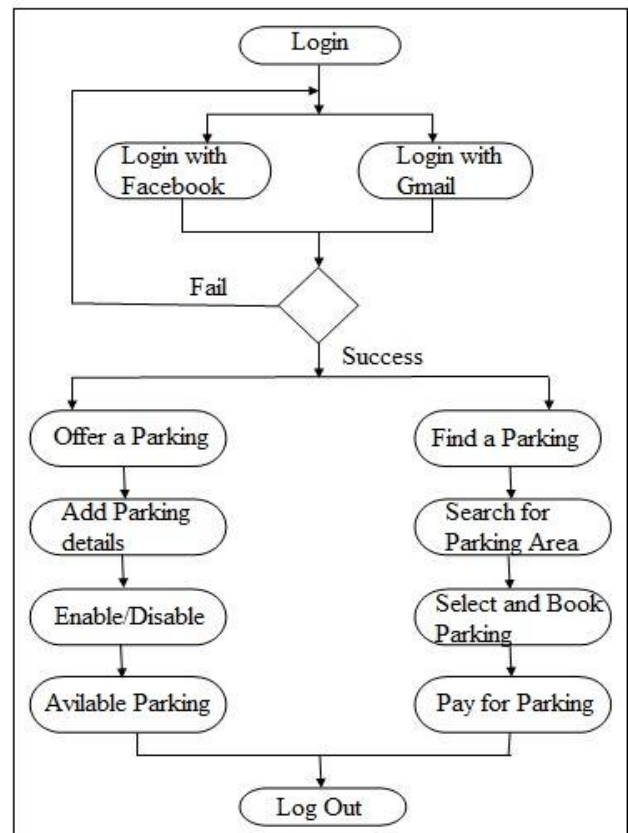 Login
Login with
Facebook
Login with
Gmail
Fail
Success
Offer a Parking
Find a Parking
Add Parking
details
Search for
Parking Area
Enable/Disable
Select and Book
Parking
Avilable Parking
Pay for Parking
Log Out